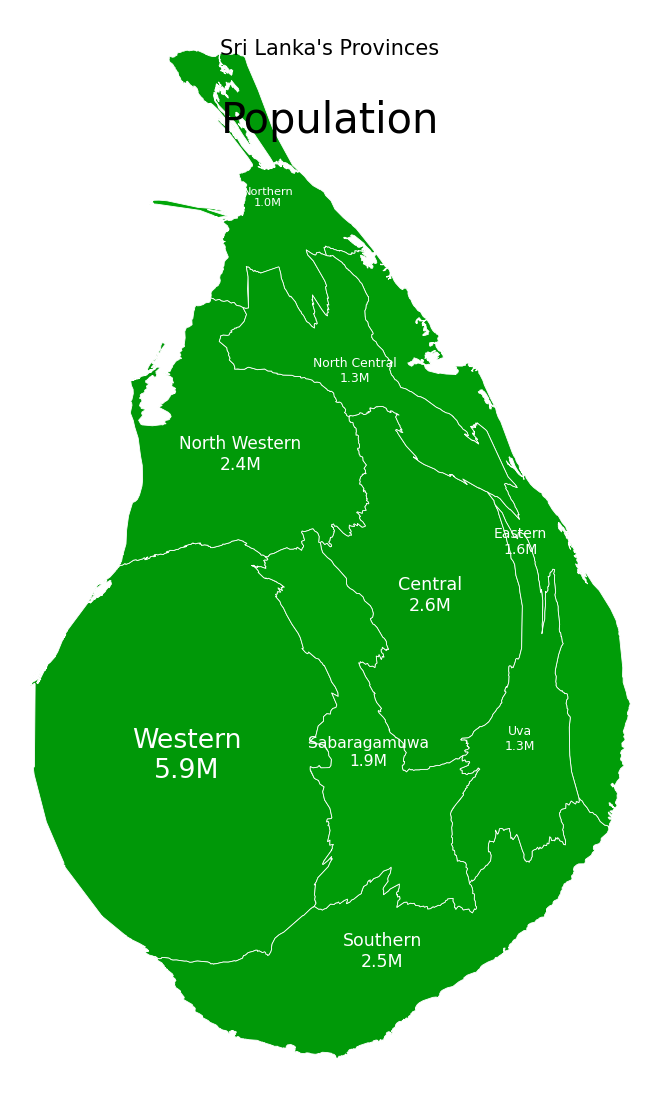 Sri Lanka's Provinces
Population
Northern
1.0M
North Central
1.3M
North Western
2.4M
Eastern
1.6M
Central
2.6M
Western
5.9M
Sabaragamuwa
1.9M
Uva
1.3M
Southern
2.5M